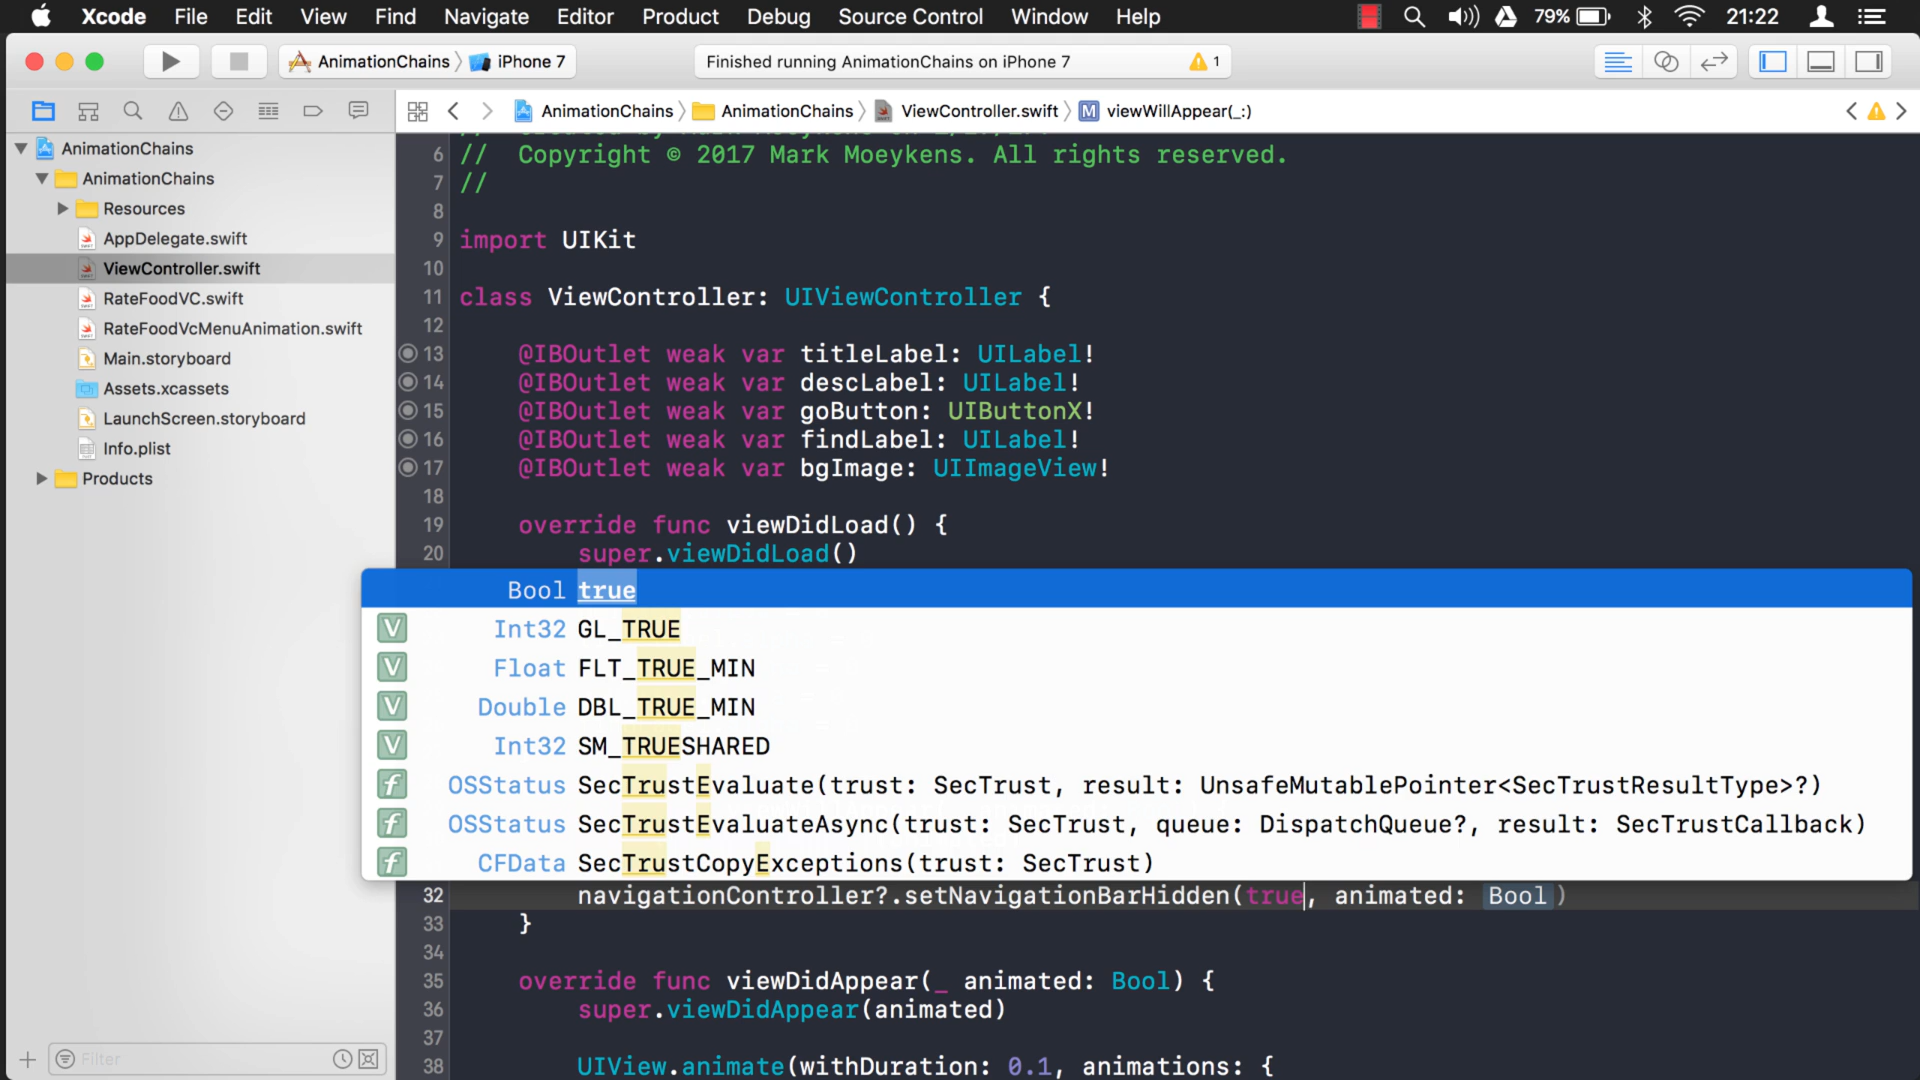 Xcode File Edit View Find Navigate Editor Product Debug Source Control Window Help 79% 21:22
AnimationChains iPhone 7 Finished running AnimationChains on iPhone 7 1
AnimationChains AnimationChains ViewController.swift M viewWillAppear(_:)
AnimationChains
AnimationChains
Resources
AppDelegate.swift
ViewController.swift
RateFoodVC.swift
RateFoodVcMenuAnimation.swift
Main.storyboard
Assets.xcassets
LaunchScreen.storyboard
Info.plist
Products
Filter
6 // Copyright © 2017 Mark Moeykens. All rights reserved.
7 //
8
9 import UIKit
10
11 class ViewController: UIViewController {
12
13 @IBOutlet weak var titleLabel: UILabel!
14 @IBOutlet weak var descLabel: UILabel!
15 @IBOutlet weak var goButton: UIButtonX!
16 @IBOutlet weak var findLabel: UILabel!
17 @IBOutlet weak var bgImage: UIImageView!
18
19 override func viewDidLoad() {
20 super.viewDidLoad()
Bool true
V Int32 GL_TRUE
V Float FLT_TRUE_MIN
V Double DBL_TRUE_MIN
V Int32 SM_TRUESHARED
f OSStatus SecTrustEvaluate(trust: SecTrust, result: UnsafeMutablePointer<SecTrustResultType>?)
f OSStatus SecTrustEvaluateAsync(trust: SecTrust, queue: DispatchQueue?, result: SecTrustCallback)
f CFData SecTrustCopyExceptions(trust: SecTrust)
32 navigationController?.setNavigationBarHidden(true, animated: Bool)
33 }
34
35 override func viewDidAppear(_ animated: Bool) {
36 super.viewDidAppear(animated)
37
38 UIView.animate(withDuration: 0.1, animations: {